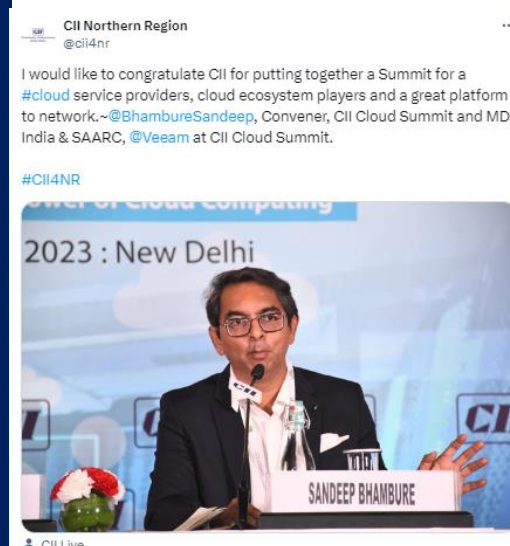 CII Northern Region
@cii4nr
I would like to congratulate CII for putting together a Summit for a
#cloud service providers, cloud ecosystem players and a great platform
to network.~@BhambureSandeep, Convener, CII Cloud Summit and MD
India & SAARC, @Veeam at CII Cloud Summit.
#CII4NR
ower of Cloud Computing
2023 : New Delhi
CII
SANDEEP BHAMBURE
CII Live